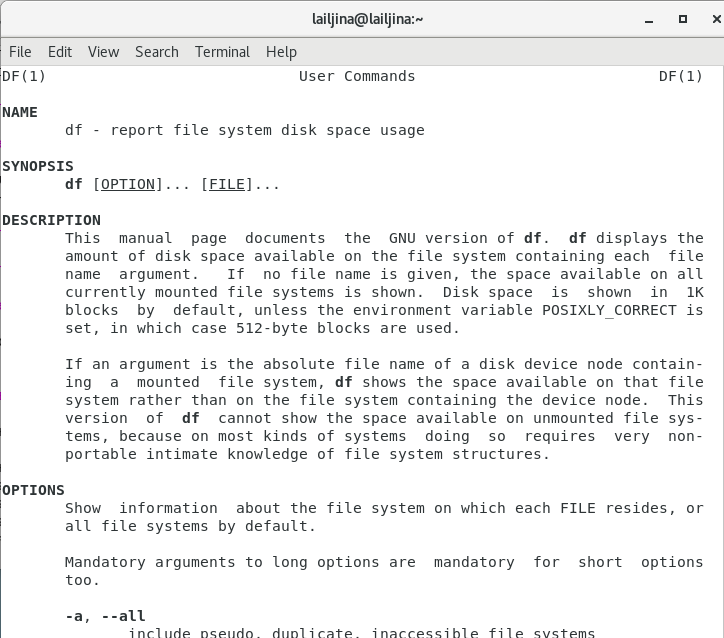 lailjina@lailjina:~
File Edit View Search Terminal Help
DF(1) User Commands DF(1)
NAME
df - report file system disk space usage
SYNOPSIS
df [OPTION]... [FILE]...
DESCRIPTION
This manual page documents the GNU version of df. df displays the
amount of disk space available on the file system containing each file
name argument. If no file name is given, the space available on all
currently mounted file systems is shown. Disk space is shown in 1K
blocks by default, unless the environment variable POSIXLY_CORRECT is
set, in which case 512-byte blocks are used.
If an argument is the absolute file name of a disk device node contain-
ing a mounted file system, df shows the space available on that file
system rather than on the file system containing the device node. This
version of df cannot show the space available on unmounted file sys-
tems, because on most kinds of systems doing so requires very non-
portable intimate knowledge of file system structures.
OPTIONS
Show information about the file system on which each FILE resides, or
all file systems by default.
Mandatory arguments to long options are mandatory for short options
too.
-a, --all
include pseudo, duplicate, inaccessible file systems